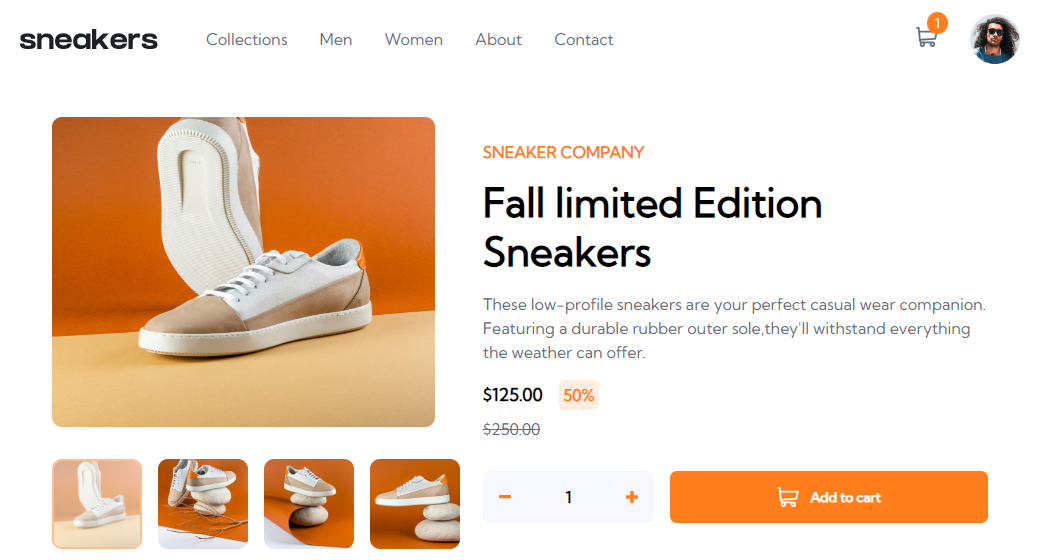 sneakers
Collections Men Women About Contact
1
SNEAKER COMPANY
Fall limited Edition
Sneakers
These low-profile sneakers are your perfect casual wear companion.
Featuring a durable rubber outer sole,they'll withstand everything
the weather can offer.
$125.00 50%
$250.00
1
Add to cart